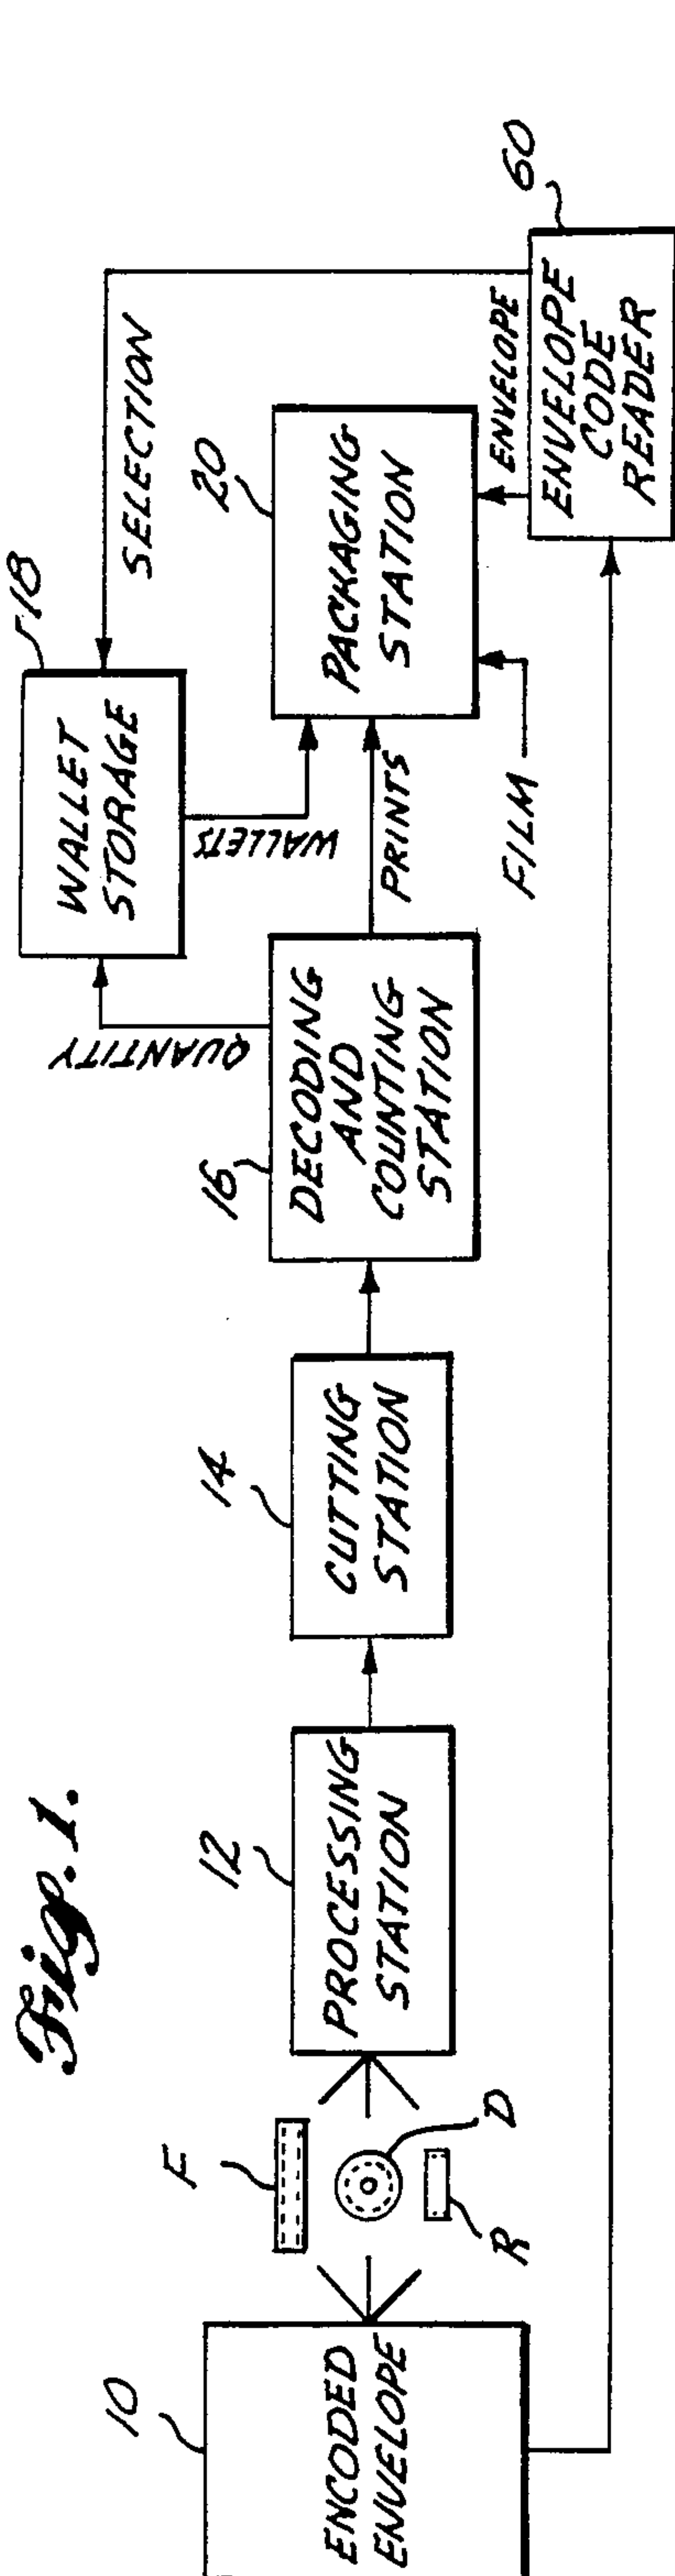 Fig. 1.
10
ENCODED
ENVELOPE
F
D
R
12
PROCESSING
STATION
14
CUTTING
STATION
16
DECODING
AND
COUNTING
STATION
QUANTITY
18
WALLET
STORAGE
WALLETS
PRINTS
SELECTION
20
PACKAGING
STATION
FILM
ENVELOPE
60
ENVELOPE
CODE
READER